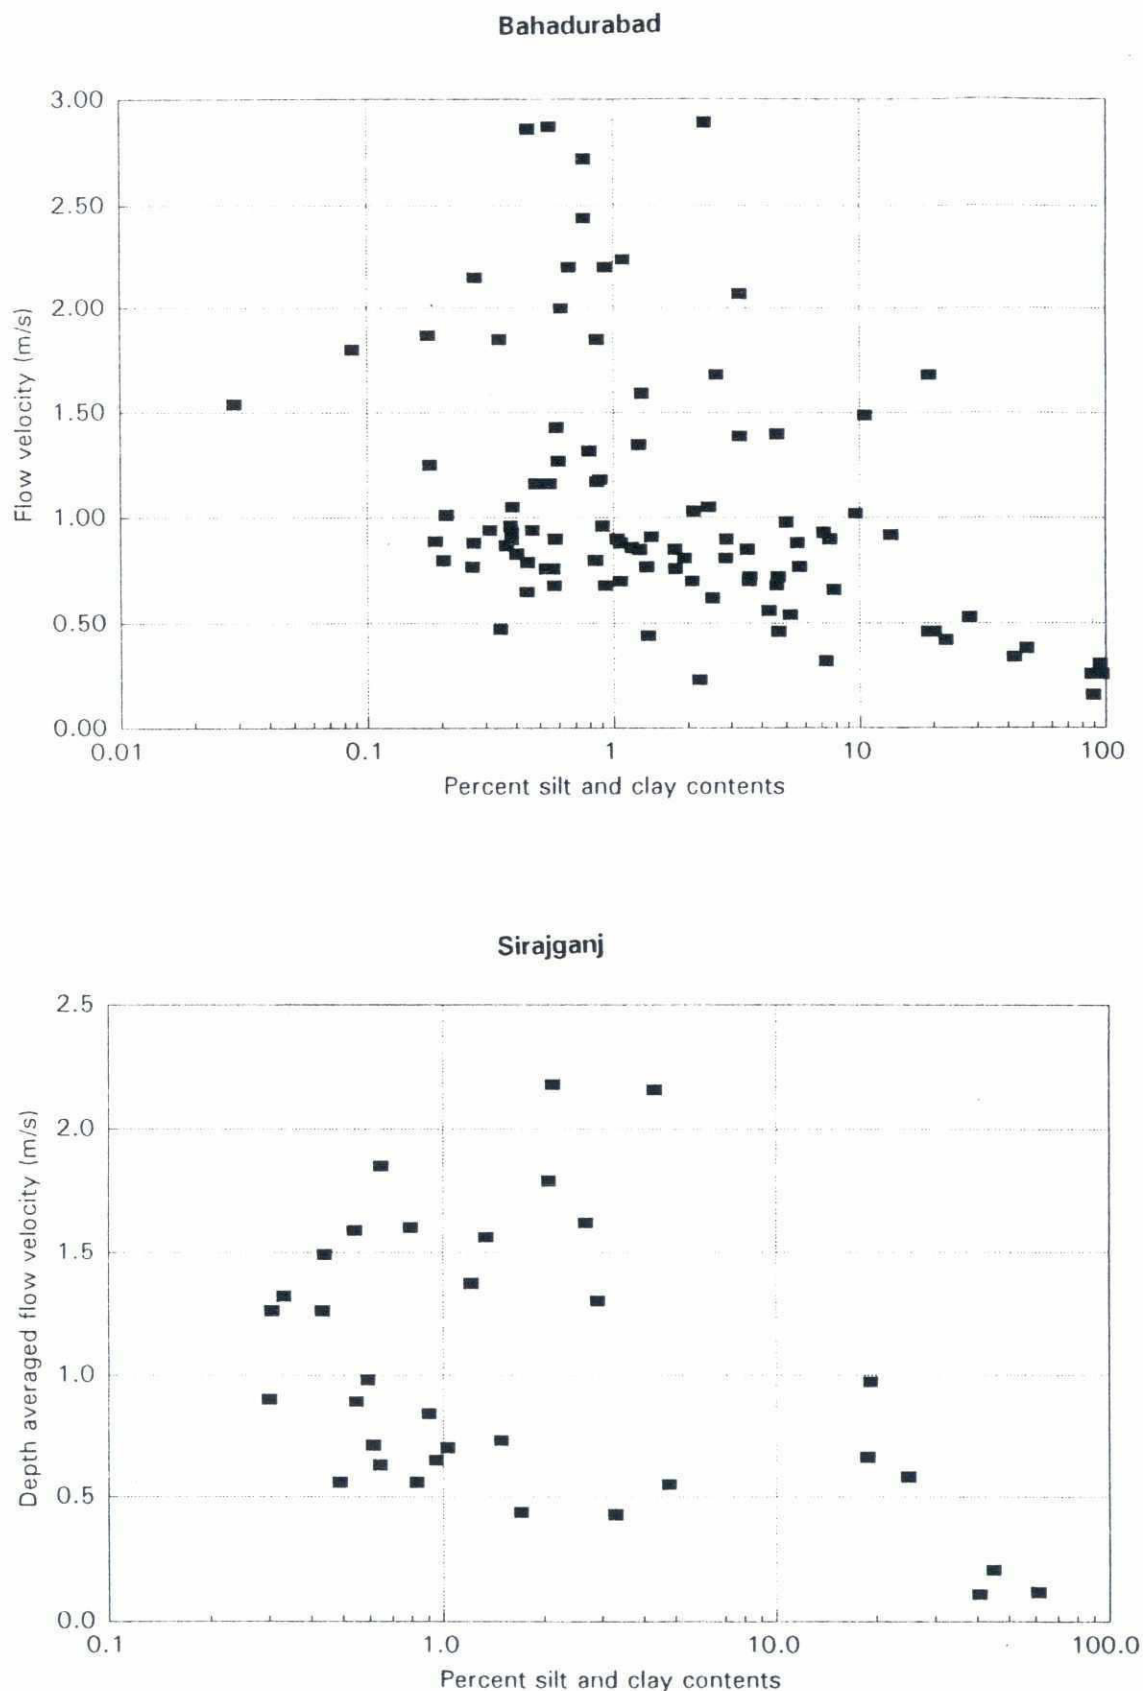 Bahadurabad
3.00
2.50
2.00
1.50
1.00
0.50
0.00
Flow velocity (m/s)
0.01 0.1 1 10 100
Percent silt and clay contents
Sirajganj
2.5
2.0
1.5
1.0
0.5
0.0
Depth averaged flow velocity (m/s)
0.1 1.0 10.0 100.0
Percent silt and clay contents